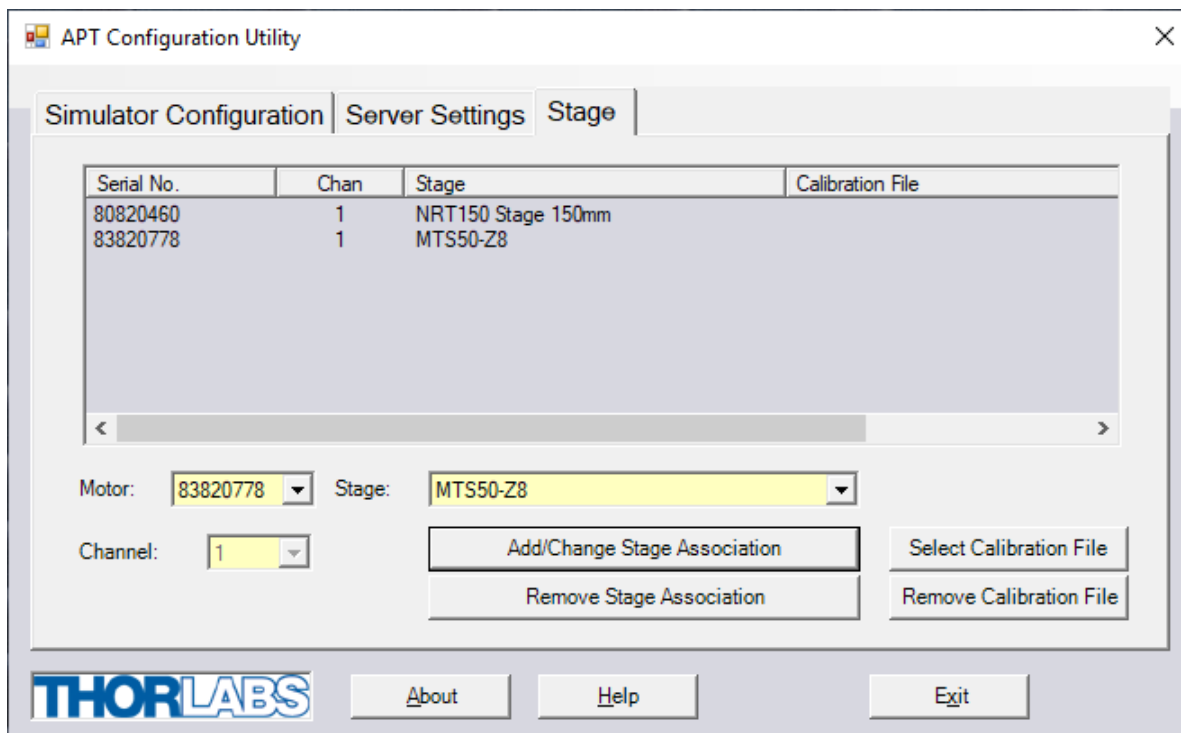 APT Configuration Utility
Simulator Configuration Server Settings Stage
Serial No. Chan Stage Calibration File
80820460 1 NRT150 Stage 150mm
83820778 1 MTS50-Z8
Motor: 83820778 Stage: MTS50-Z8
Channel: 1 Add/Change Stage Association Select Calibration File
Remove Stage Association Remove Calibration File
THORLABS About Help Exit